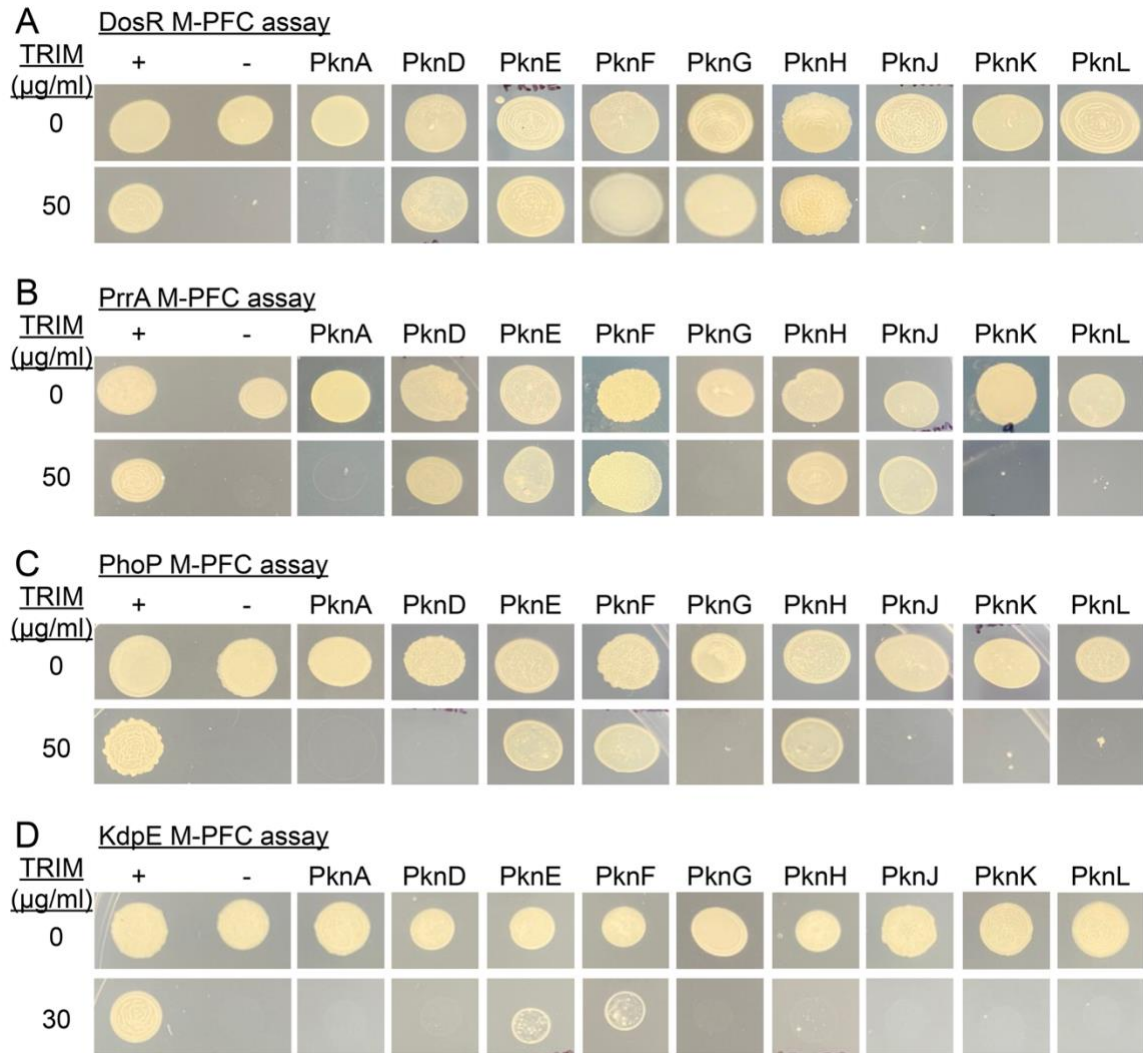 A
DosR M-PFC assay
TRIM
(µg/ml)
+ - PknA PknD PknE PknF PknG PknH PknJ PknK PknL
0
50
B
PrrA M-PFC assay
TRIM
(µg/ml)
+ - PknA PknD PknE PknF PknG PknH PknJ PknK PknL
0
50
C
PhoP M-PFC assay
TRIM
(µg/ml)
+ - PknA PknD PknE PknF PknG PknH PknJ PknK PknL
0
50
D
KdpE M-PFC assay
TRIM
(µg/ml)
+ - PknA PknD PknE PknF PknG PknH PknJ PknK PknL
0
30